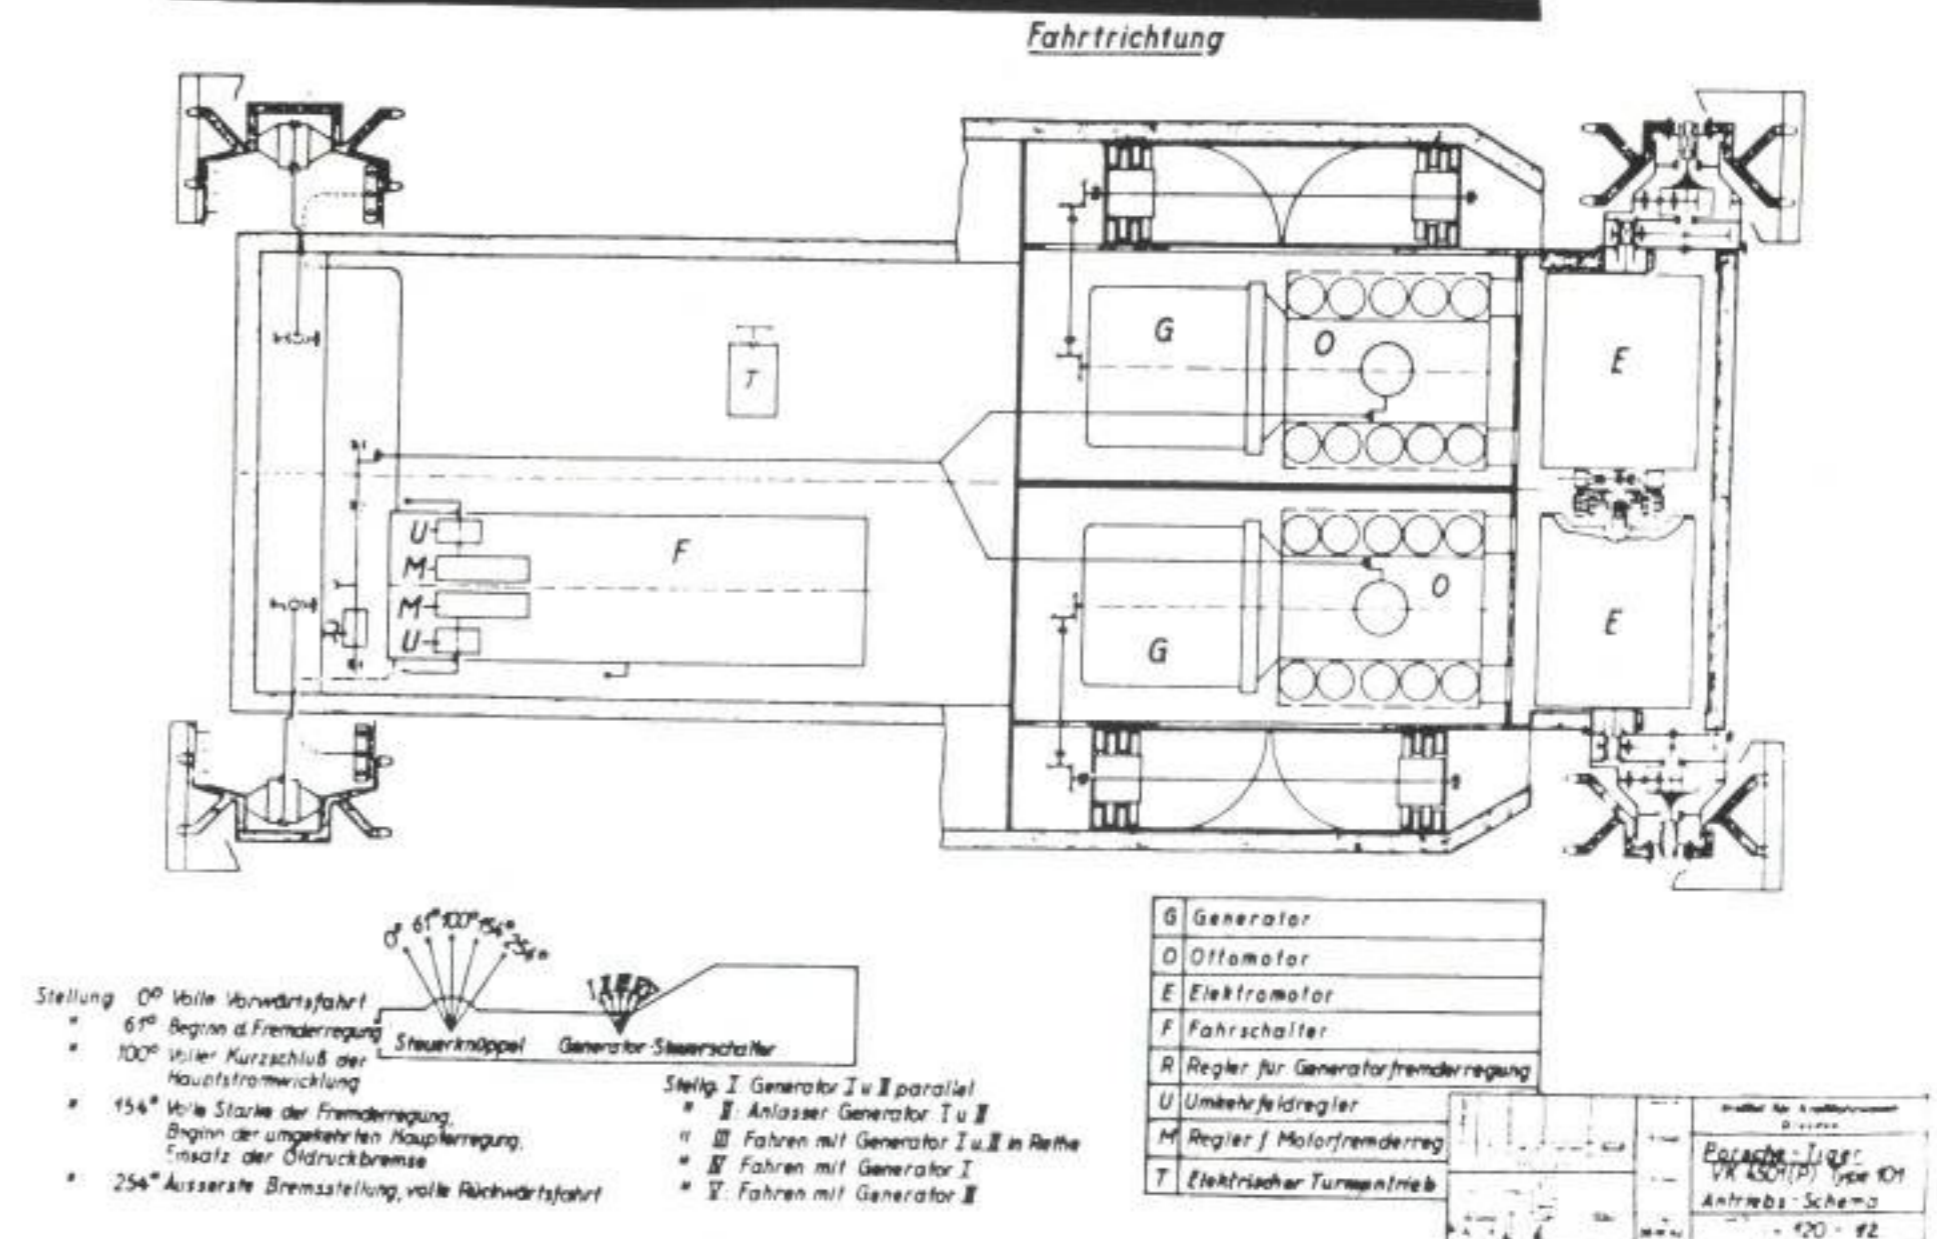 Fahrtrichtung
G
O
E
T
U
M
M
U
F
O
G
E
0° 61° 100° 154° 254°
I II III IV V
Steuerknüppel
Generator-Steuerschalter
Stellung 0° Volle Vorwärtsfahrt
" 61° Beginn d. Fremderregung
" 100° Voller Kurzschluß der
Hauptstromwicklung
" 154° Volle Stärke der Fremderregung,
Beginn der umgekehrten Haupterregung,
Einsatz der Öldruckbremse
" 254° Ausserste Bremsstellung, volle Rückwärtsfahrt
Stellg. I Generator I u II parallel
" II: Anlasser Generator I u II
" III Fahren mit Generator I u. II in Reihe
" IV Fahren mit Generator I
" V: Fahren mit Generator II
G Generator
O Ottomotor
E Elektromotor
F Fahrschalter
R Regler für Generatorfremderregung
U Umkehrfeldregler
M Regler f Motorfremderreg
T Elektrischer Turmantrieb
Porsche-Tiger
VK 4501(P) Type 101
Antriebs-Schema